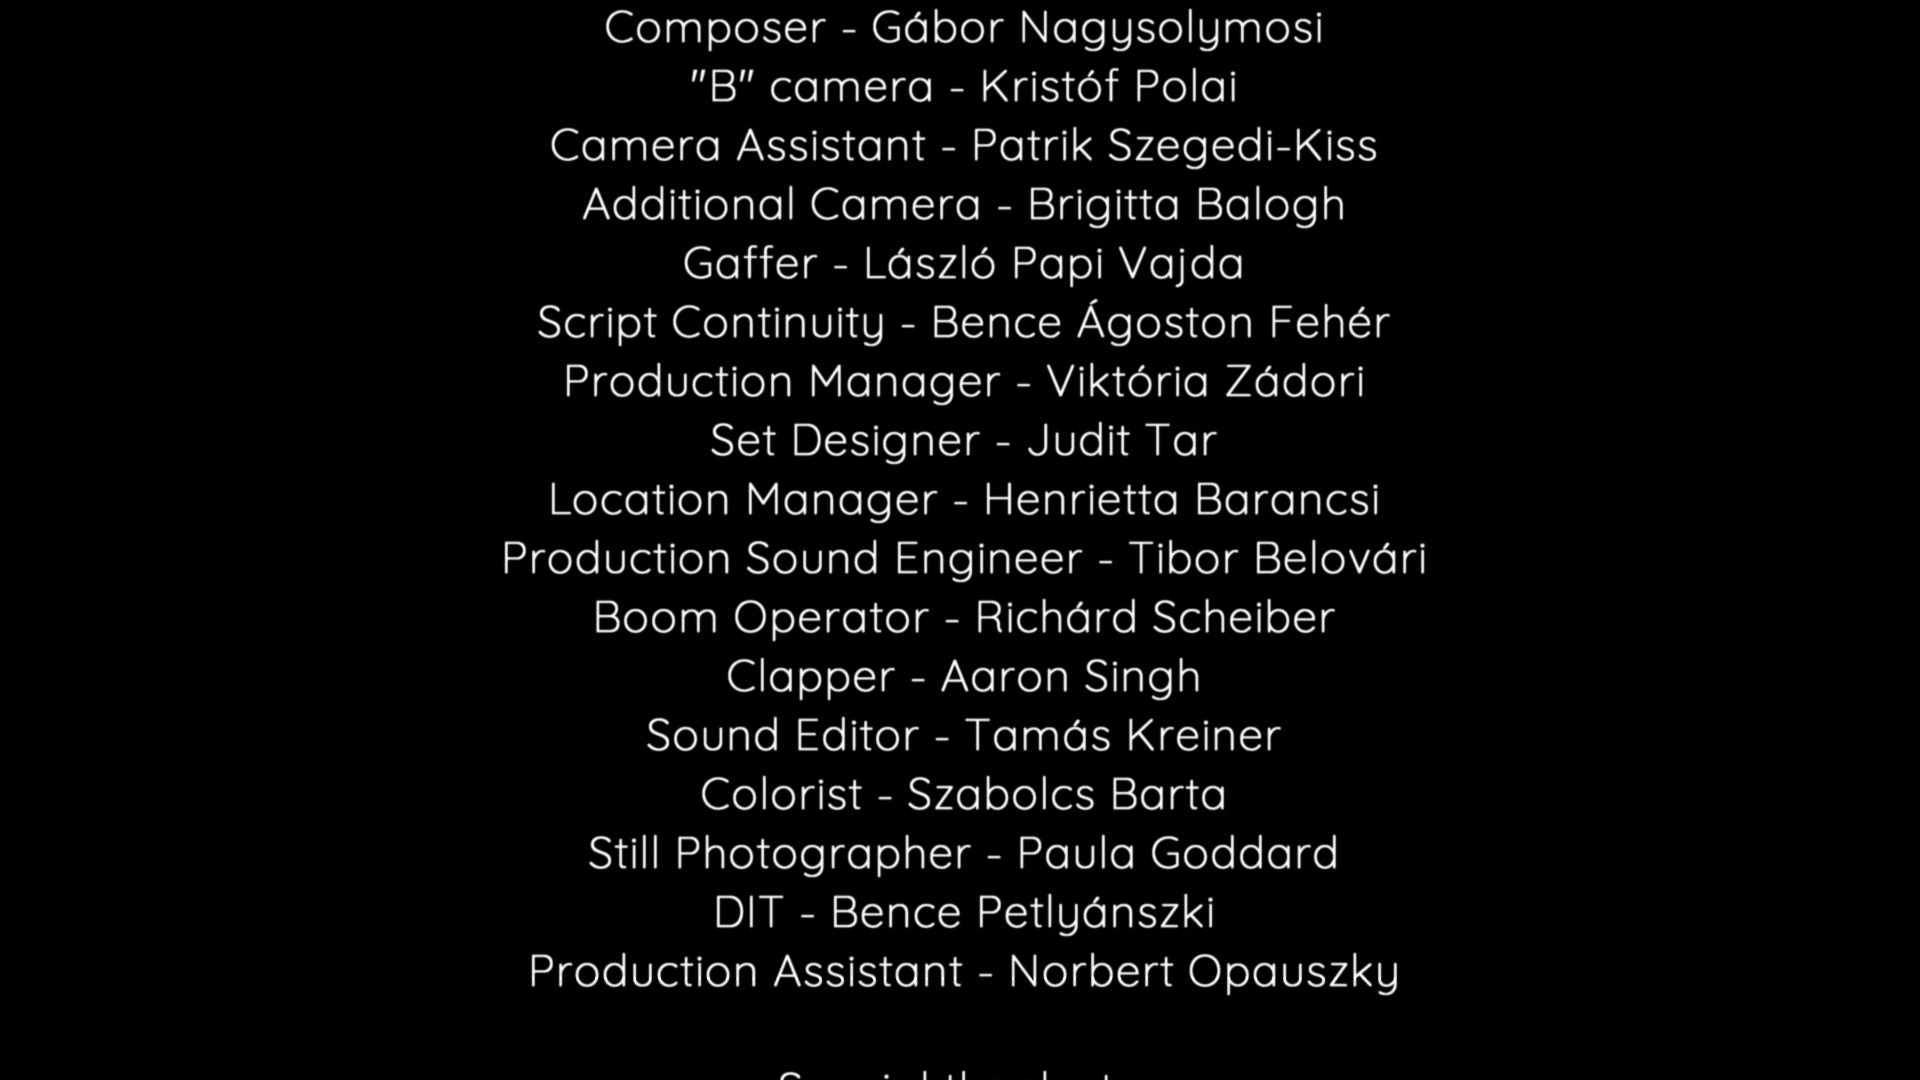 Composer - Gábor Nagysolymosi
"B" camera - Kristóf Polai
Camera Assistant - Patrik Szegedi-Kiss
Additional Camera - Brigitta Balogh
Gaffer - László Papi Vajda
Script Continuity - Bence Ágoston Fehér
Production Manager - Viktória Zádori
Set Designer - Judit Tar
Location Manager - Henrietta Barancsi
Production Sound Engineer - Tibor Belovári
Boom Operator - Richárd Scheiber
Clapper - Aaron Singh
Sound Editor - Tamás Kreiner
Colorist - Szabolcs Barta
Still Photographer - Paula Goddard
DIT - Bence Petlyánszki
Production Assistant - Norbert Opauszky